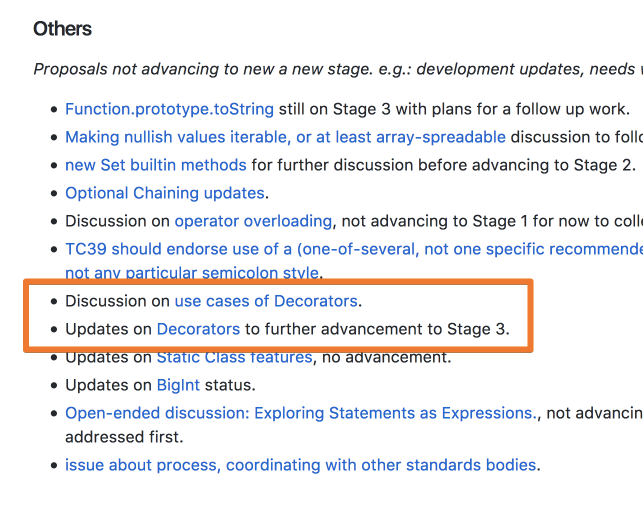 Others
Proposals not advancing to new a new stage. e.g.: development updates, needs
Function.prototype.toString still on Stage 3 with plans for a follow up work.
Making nullish values iterable, or at least array-spreadable discussion to
new Set builtin methods for further discussion before advancing to Stage 2.
Optional Chaining updates.
Discussion on operator overloading, not advancing to Stage 1 for now to
TC39 should endorse use of a (one-of-several, not one specific
not any particular semicolon style.
Discussion on use cases of Decorators.
Updates on Decorators to further advancement to Stage 3.
Updates on Static Class features, no advancement.
Updates on BigInt status.
Open-ended discussion: Exploring Statements as Expressions., not
addressed first.
issue about process, coordinating with other standards bodies.